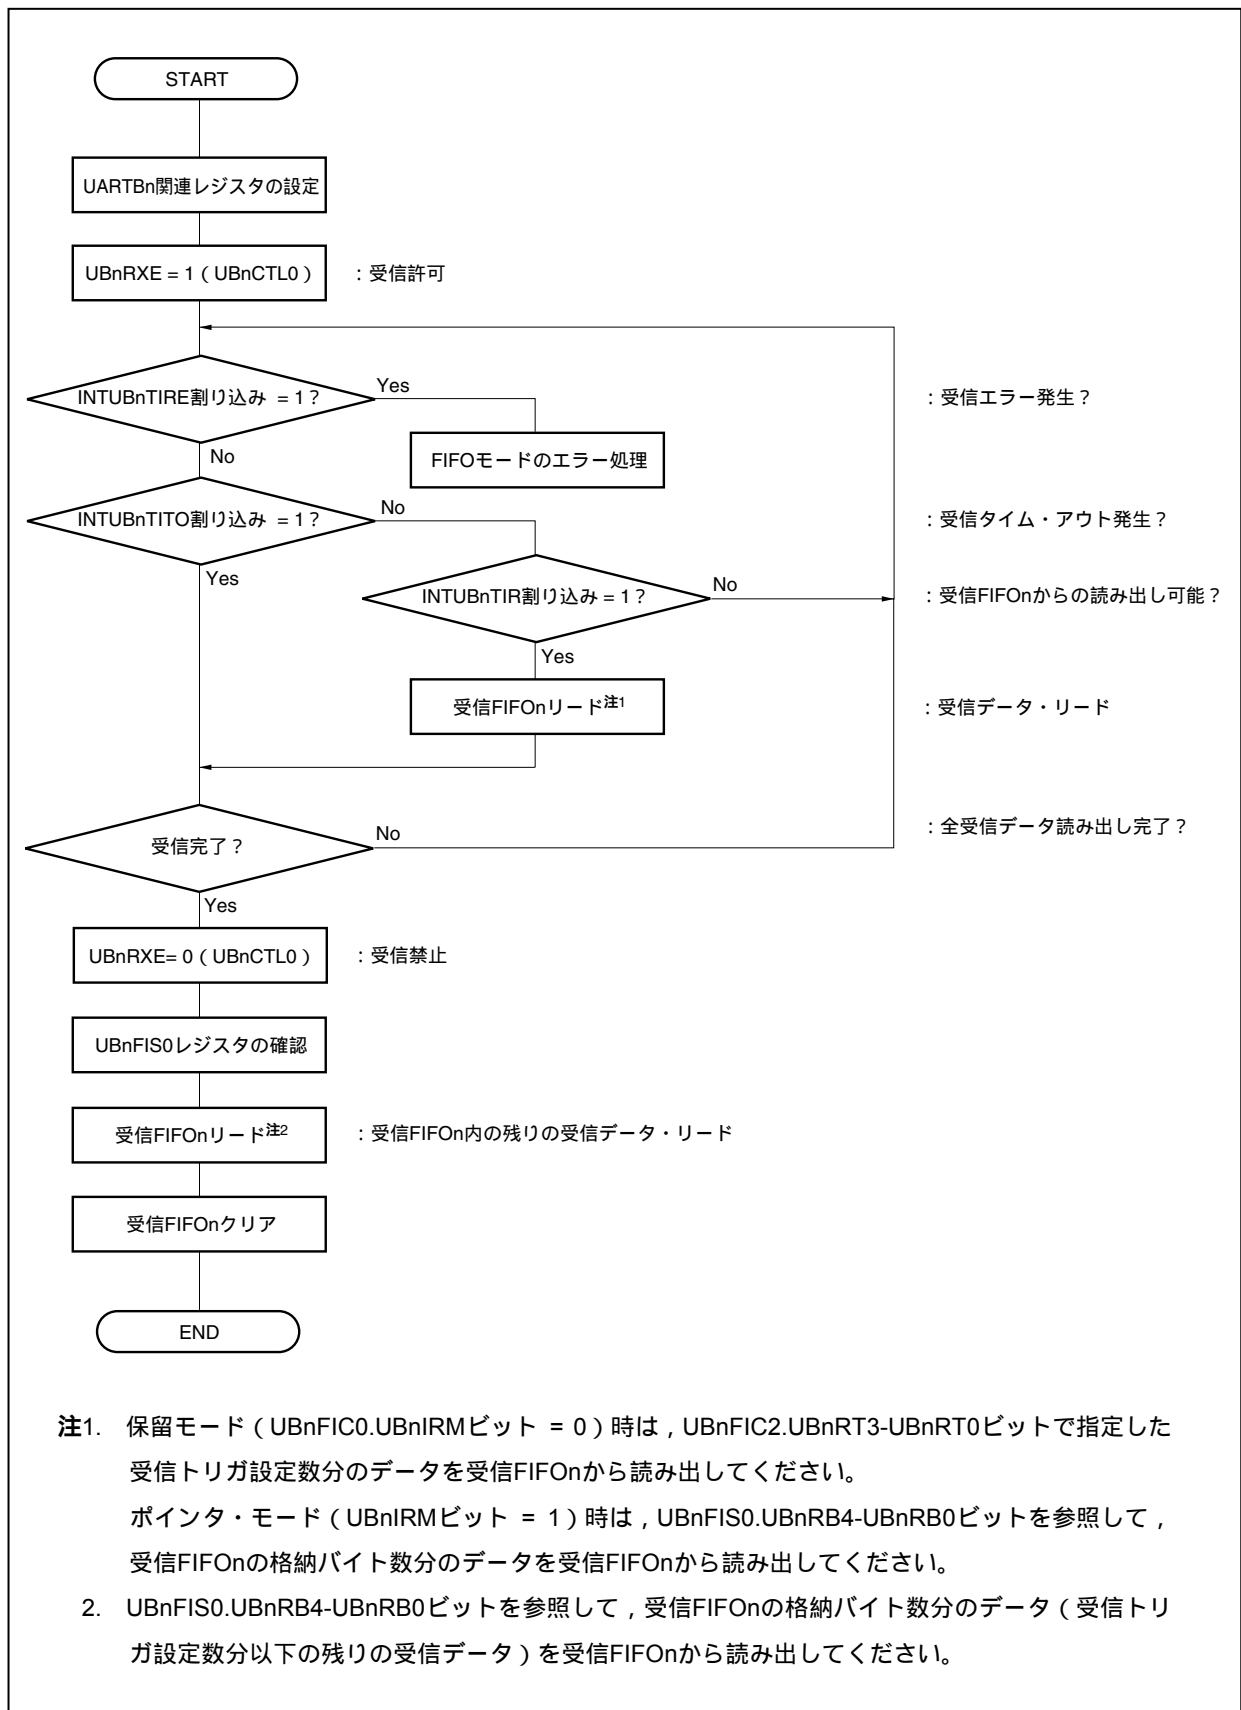 START
UARTBn関連レジスタの設定
UBnRXE = 1（UBnCTL0）
：受信許可
INTUBnTIRE割り込み = 1？
Yes
：受信エラー発生？
FIFOモードのエラー処理
No
INTUBnTITO割り込み = 1？
No
：受信タイム・アウト発生？
Yes
INTUBnTIR割り込み = 1？
No
：受信FIFOnからの読み出し可能？
Yes
受信FIFOnリード注1
：受信データ・リード
受信完了？
No
：全受信データ読み出し完了？
Yes
UBnRXE= 0（UBnCTL0）
：受信禁止
UBnFIS0レジスタの確認
受信FIFOnリード注2
：受信FIFOn内の残りの受信データ・リード
受信FIFOnクリア
END
注1. 保留モード（UBnFIC0.UBnIRMビット = 0）時は，UBnFIC2.UBnRT3-UBnRT0ビットで指定した
受信トリガ設定数分のデータを受信FIFOnから読み出してください。
ポインタ・モード（UBnIRMビット = 1）時は，UBnFIS0.UBnRB4-UBnRB0ビットを参照して，
受信FIFOnの格納バイト数分のデータを受信FIFOnから読み出してください。
2. UBnFIS0.UBnRB4-UBnRB0ビットを参照して，受信FIFOnの格納バイト数分のデータ（受信トリ
ガ設定数分以下の残りの受信データ）を受信FIFOnから読み出してください。